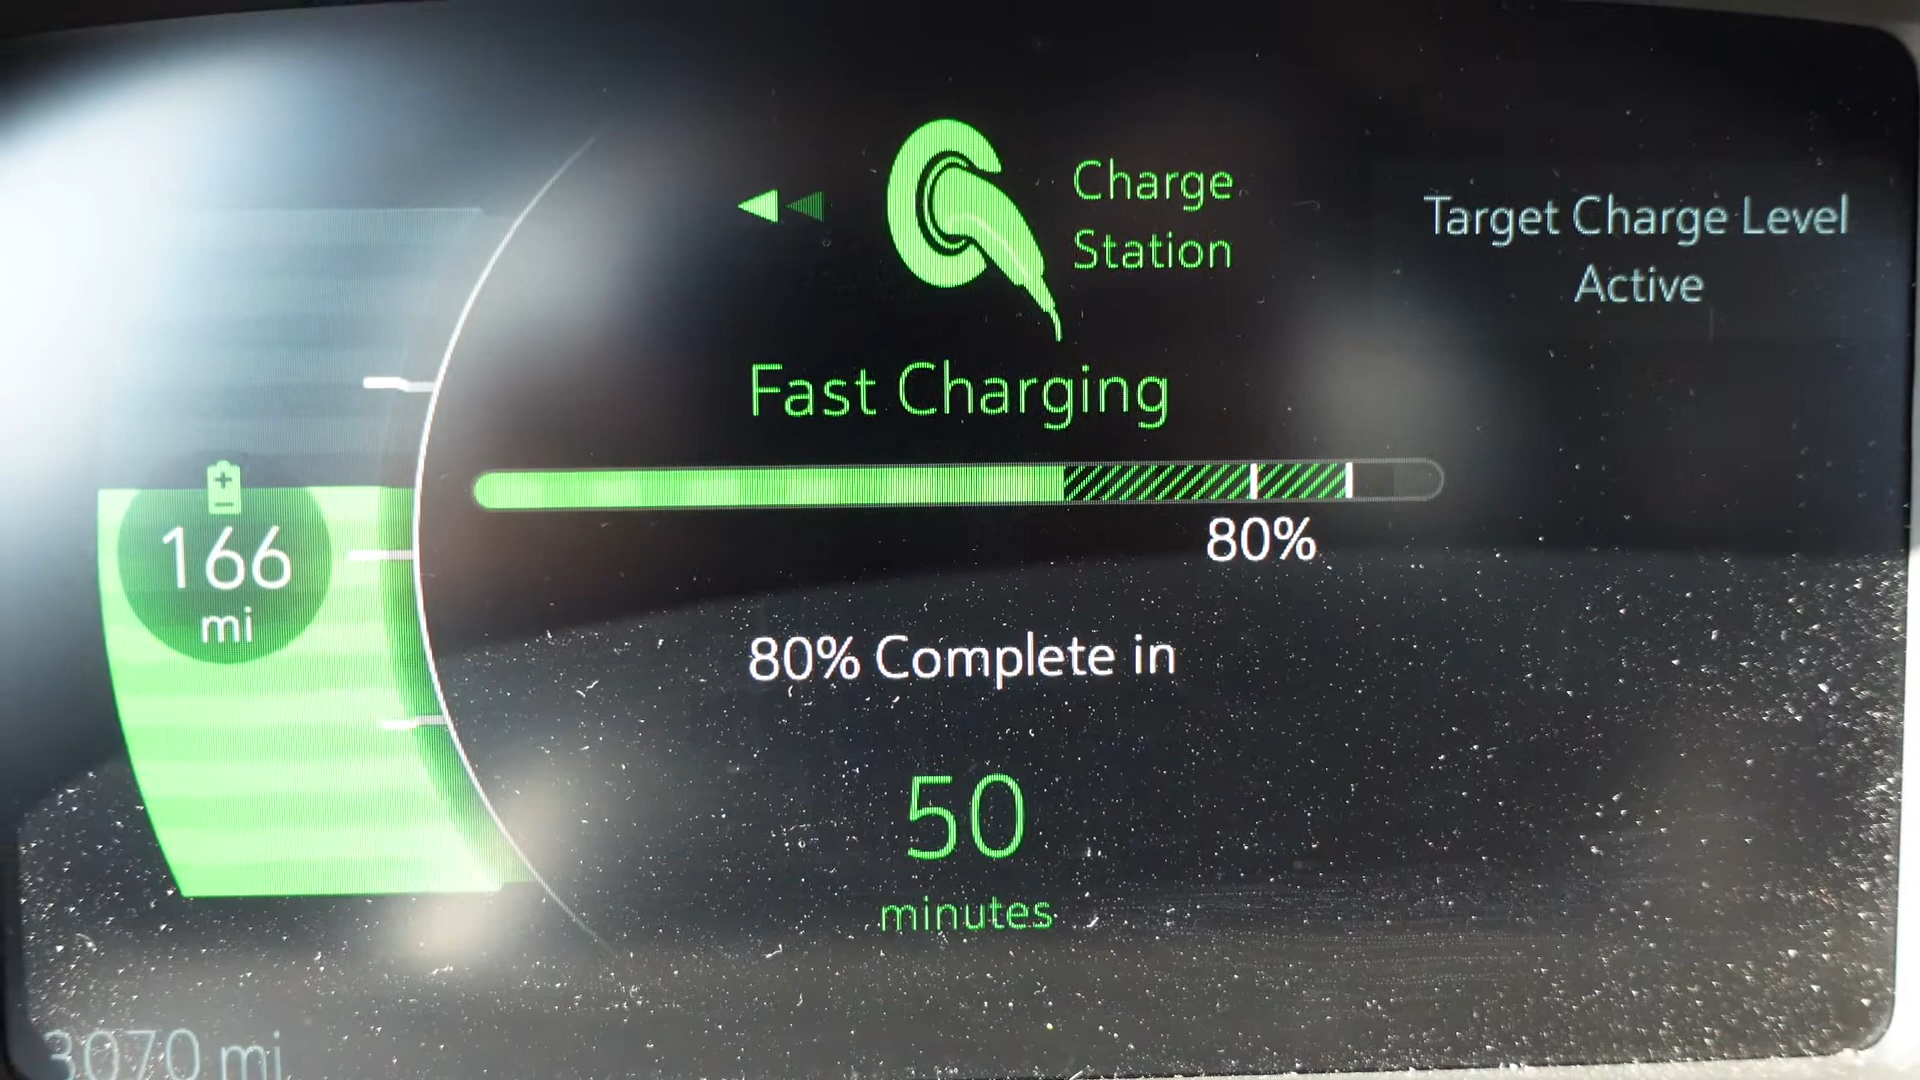 Charge
Station
Target Charge Level
Active
Fast Charging
80%
166
mi
80% Complete in
50
minutes
3070 mi